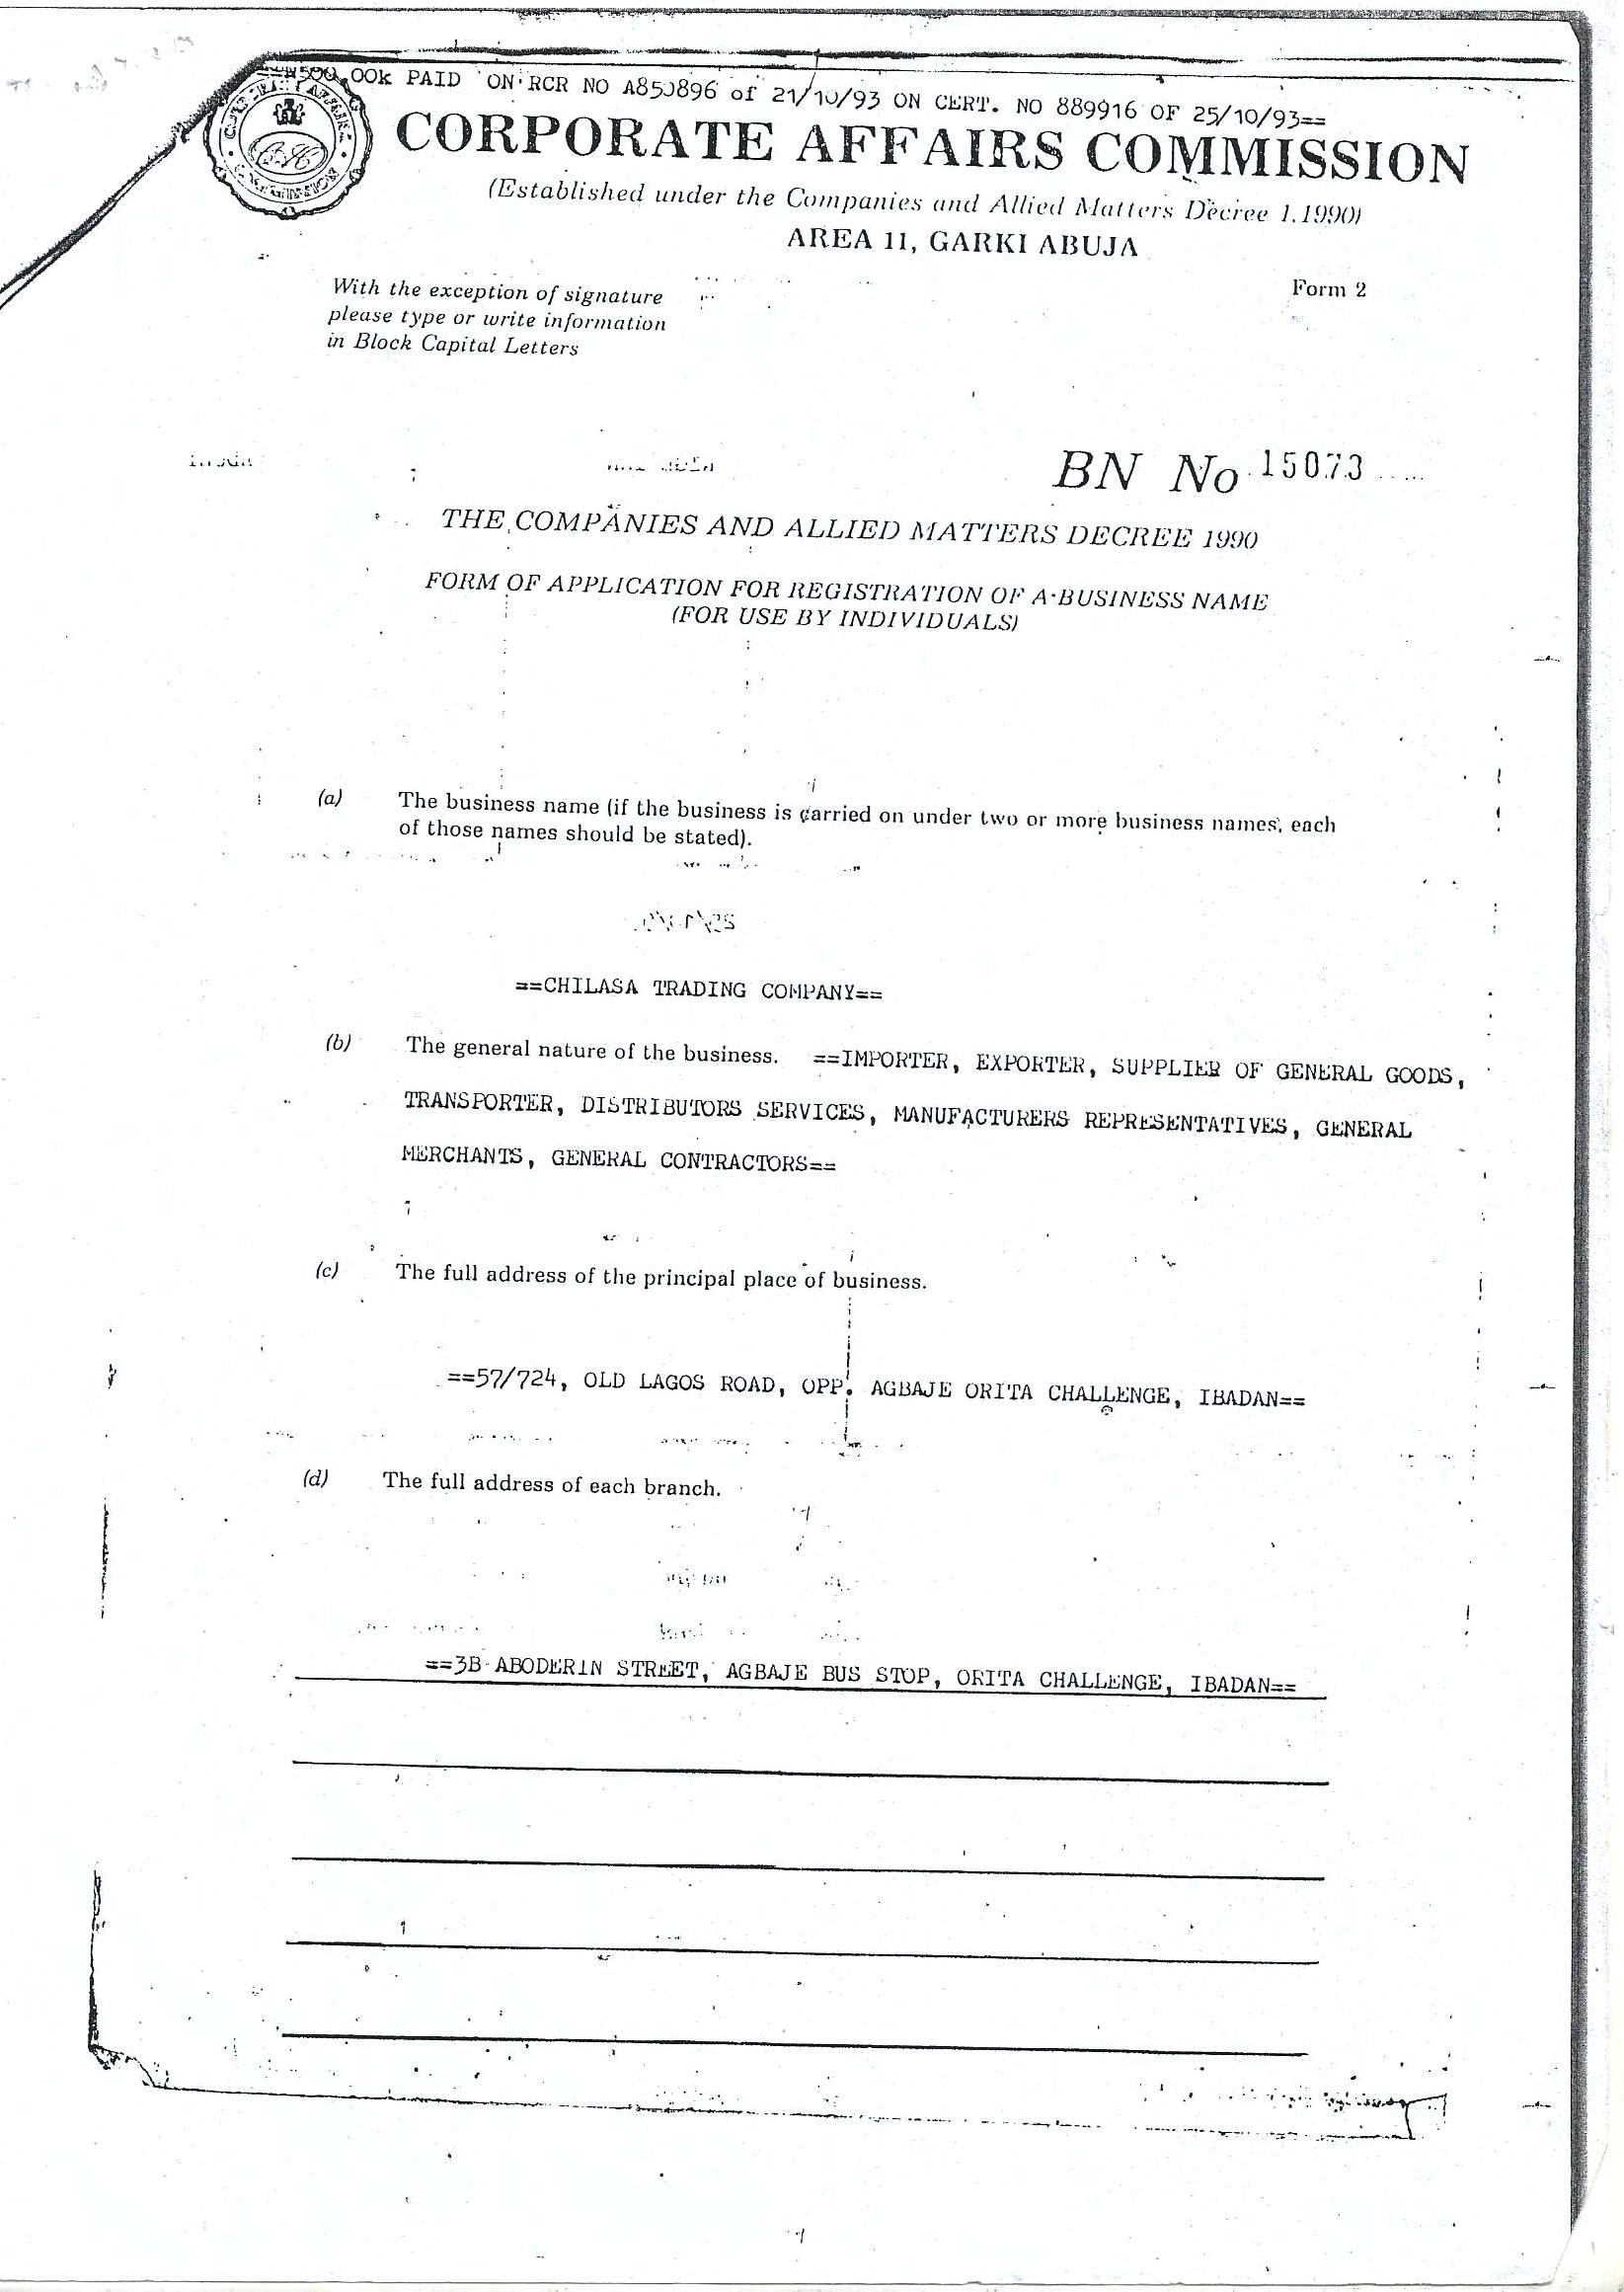 ==N500.00k PAID ON RCR NO A850896 of 21/10/93 ON CERT. NO 889916 OF 25/10/93==
CORPORATE AFFAIRS COMMISSION
(Established under the Companies and Allied Matters Decree 1.1990)
AREA 11, GARKI ABUJA
With the exception of signature
please type or write information
in Block Capital Letters
Form 2
BN No 15073
THE COMPANIES AND ALLIED MATTERS DECREE 1990
FORM OF APPLICATION FOR REGISTRATION OF A BUSINESS NAME
(FOR USE BY INDIVIDUALS)
(a) The business name (if the business is carried on under two or more business names, each
of those names should be stated).
==CHILASA TRADING COMPANY==
(b) The general nature of the business. ==IMPORTER, EXPORTER, SUPPLIER OF GENERAL GOODS,
TRANSPORTER, DISTRIBUTORS SERVICES, MANUFACTURERS REPRESENTATIVES, GENERAL
MERCHANTS, GENERAL CONTRACTORS==
(c) The full address of the principal place of business.
==57/724, OLD LAGOS ROAD, OPP. AGBAJE ORITA CHALLENGE, IBADAN==
(d) The full address of each branch.
==3B ABODERIN STREET, AGBAJE BUS STOP, ORITA CHALLENGE, IBADAN==